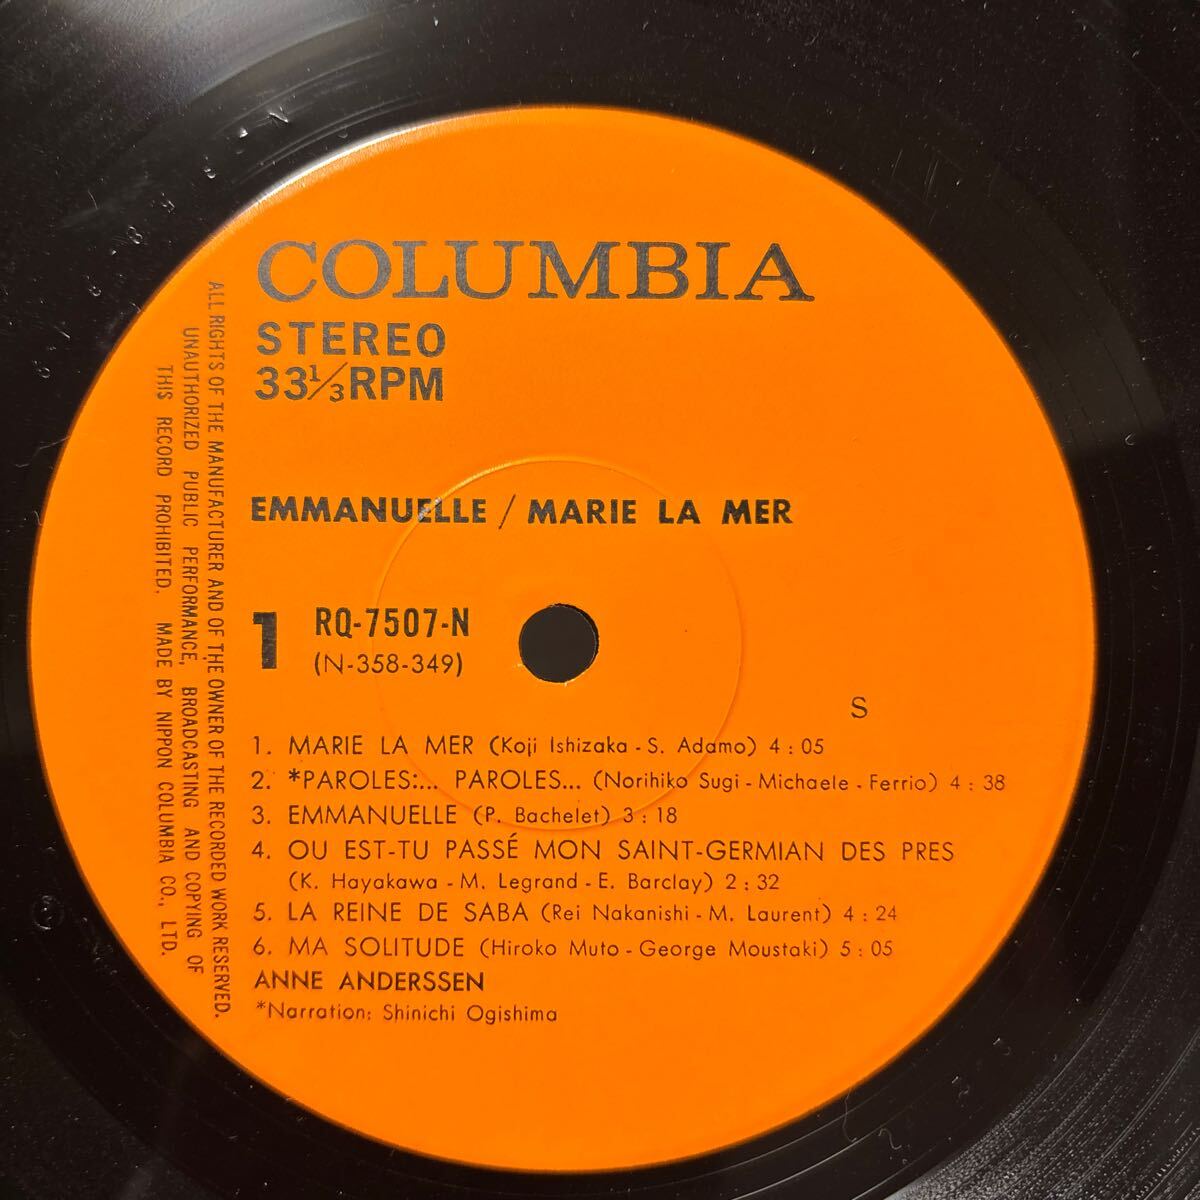 COLUMBIA
STEREO
33 1/3 RPM
EMMANUELLE / MARIE LA MER
1 RQ-7507-N
(N-358-349)
S
1. MARIE LA MER (Koji Ishizaka - S. Adamo) 4 : 05
2. *PAROLES:... PAROLES... (Norihiko Sugi - Michaele - Ferrio) 4 : 38
3. EMMANUELLE (P. Bachelet) 3 : 18
4. OU EST-TU PASSÉ MON SAINT-GERMIAN DES PRES
(K. Hayakawa - M. Legrand - E. Barclay) 2 : 32
5. LA REINE DE SABA (Rei Nakanishi - M. Laurent) 4 : 24
6. MA SOLITUDE (Hiroko Muto - George Moustaki) 5 : 05
ANNE ANDERSSEN
*Narration: Shinichi Ogishima
ALL RIGHTS OF THE MANUFACTURER AND OF THE OWNER OF THE RECORDED WORK RESERVED.
UNAUTHORIZED PUBLIC PERFORMANCE, BROADCASTING AND COPYING OF
THIS RECORD PROHIBITED. MADE BY NIPPON COLUMBIA CO., LTD.